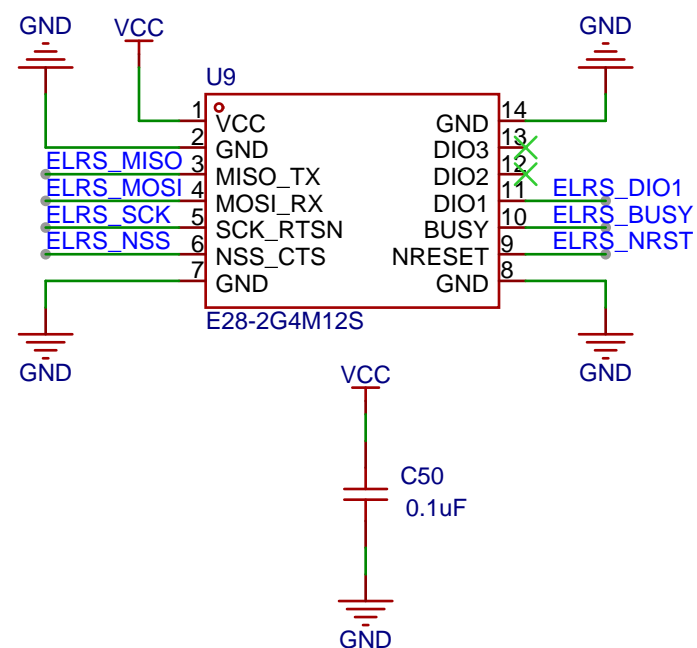 GND
VCC
GND
U9
1 VCC GND 14
2 GND DIO3 13
ELRS_MISO 3 MISO_TX DIO2 12
ELRS_MOSI 4 MOSI_RX DIO1 11 ELRS_DIO1
ELRS_SCK 5 SCK_RTSN BUSY 10 ELRS_BUSY
ELRS_NSS 6 NSS_CTS NRESET 9 ELRS_NRST
7 GND GND 8
E28-2G4M12S
GND
GND
VCC
C50
0.1uF
GND